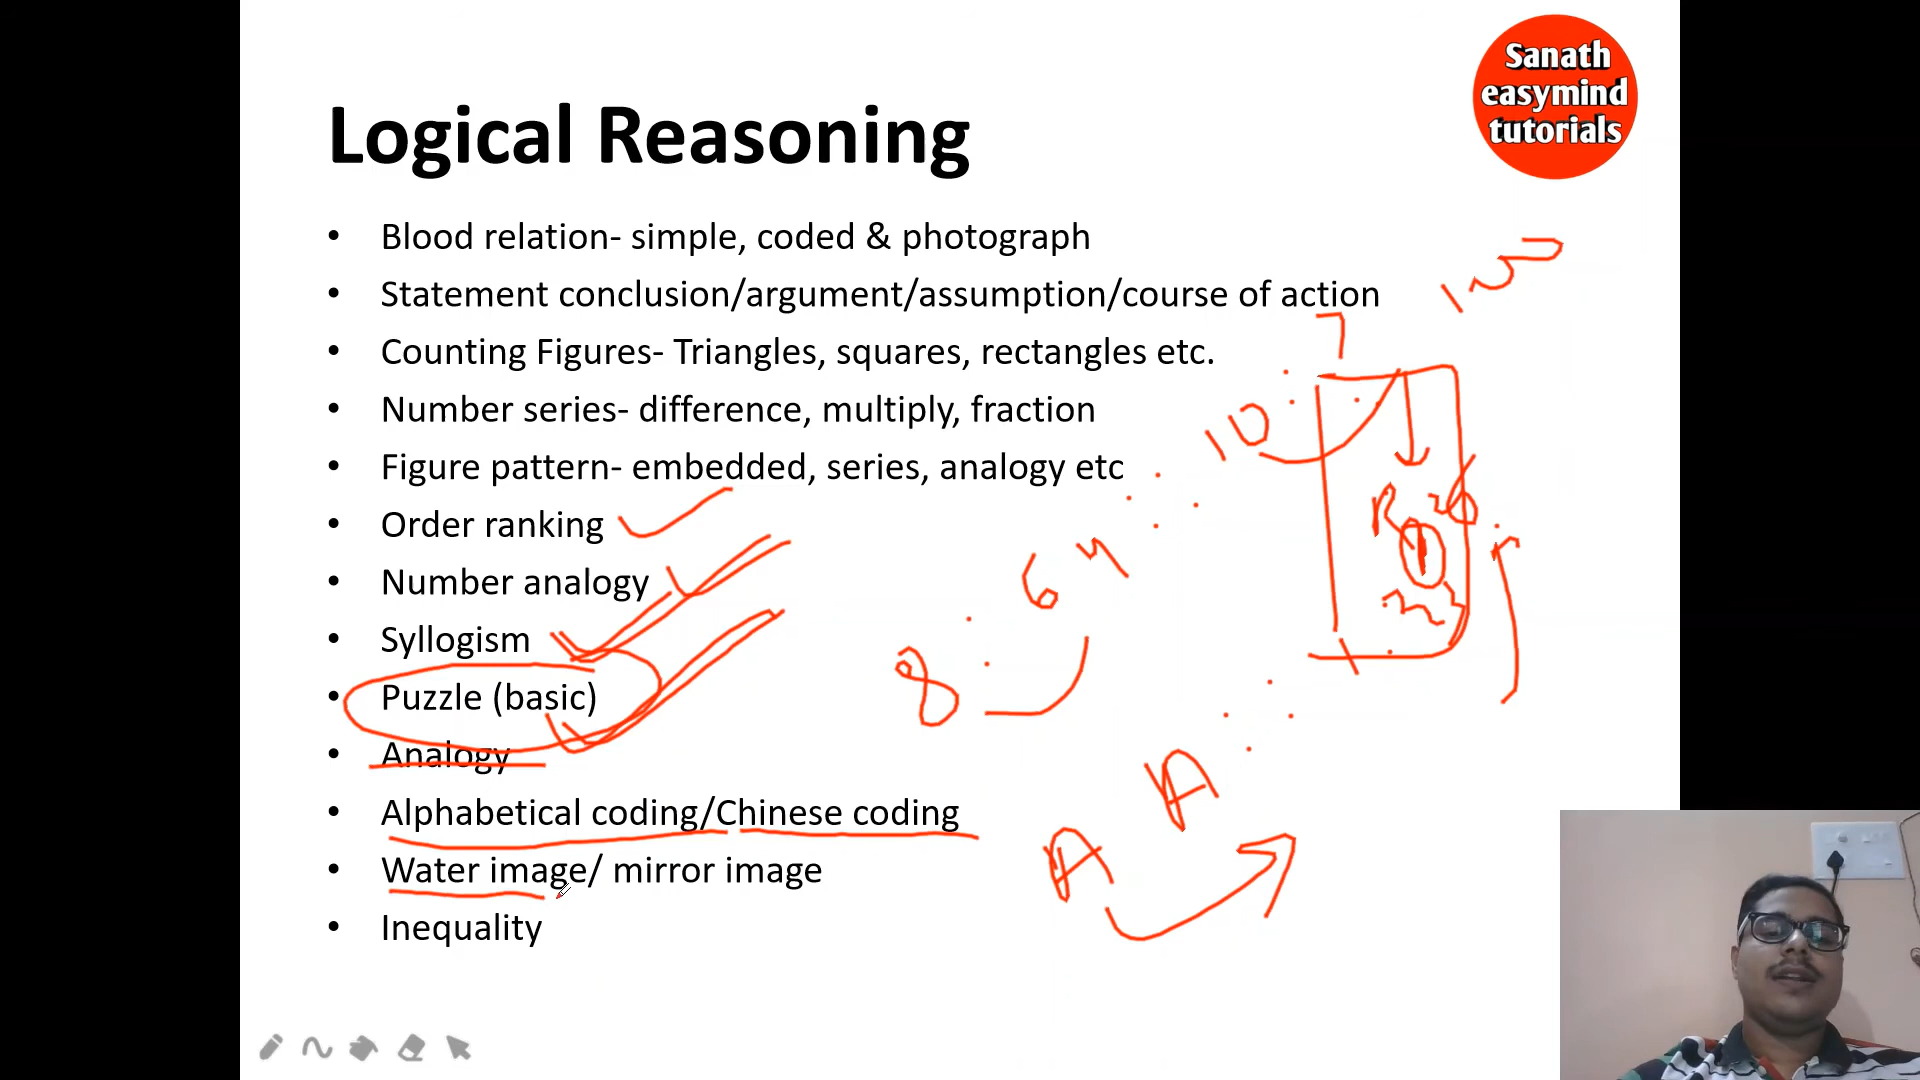 Sanath
easymind
tutorials
Logical Reasoning
• Blood relation- simple, coded & photograph
• Statement conclusion/argument/assumption/course of action
• Counting Figures- Triangles, squares, rectangles etc.
• Number series- difference, multiply, fraction
• Figure pattern- embedded, series, analogy etc
• Order ranking
• Number analogy
• Syllogism
• Puzzle (basic)
• Analogy
• Alphabetical coding/Chinese coding
• Water image/ mirror image
• Inequality
7
10
64
8
A
A